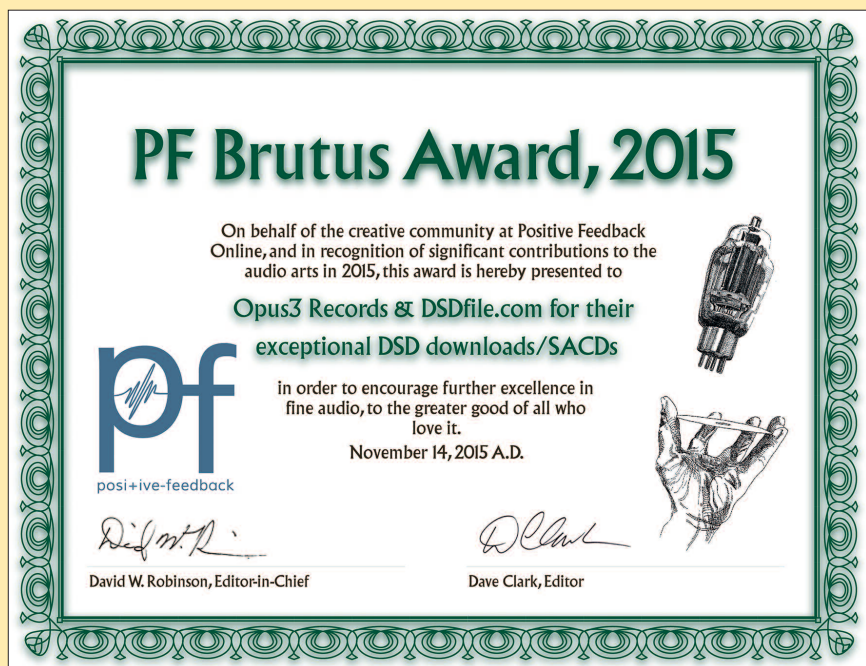 PF Brutus Award, 2015
On behalf of the creative community at Positive Feedback
Online, and in recognition of significant contributions to the
audio arts in 2015, this award is hereby presented to
Opus3 Records & DSDfile.com for their
exceptional DSD downloads/SACDs
in order to encourage further excellence in
fine audio, to the greater good of all who
love it.
November 14, 2015 A.D.
pf
posi+ive-feedback
David W. Robinson, Editor-in-Chief
Dave Clark, Editor